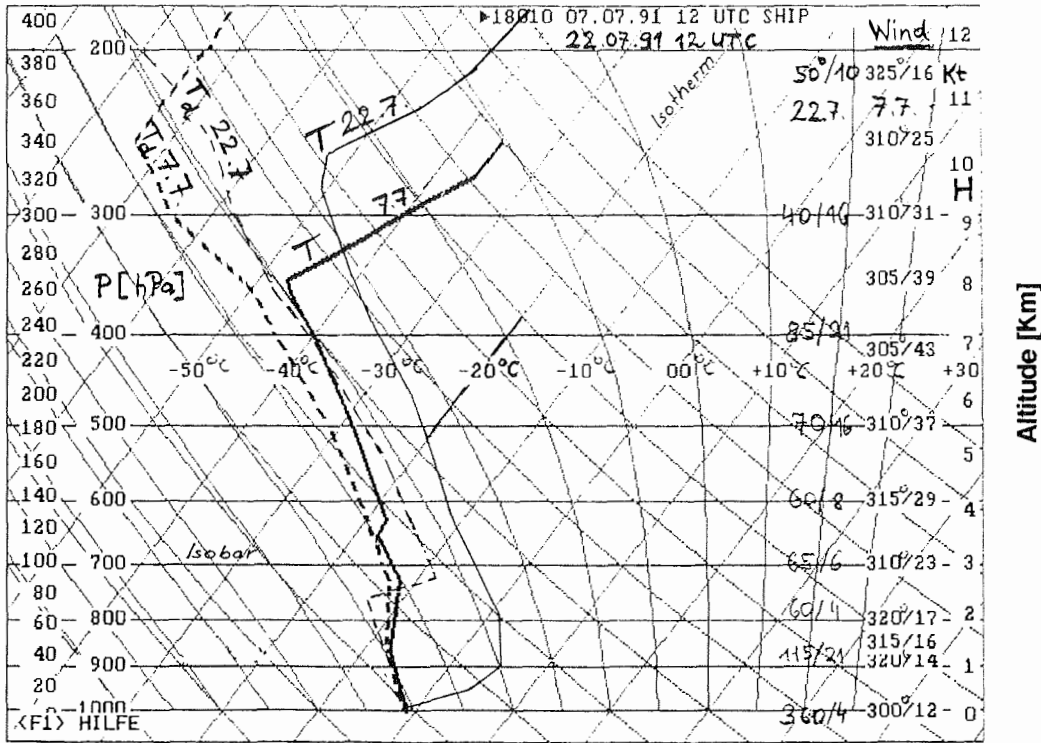 400 ▶18010 07.07.91 12 UTC SHIP Wind 12
200 22.07.91 12 UTC
380 50°/10 325°/16 Kt
360 Td 22.7 T 22.7 Isotherm 22.7. 7.7. 11
340 Td 7.7 310°/25
320 10
H
300 300 T 7.7 40/16 310/31 9
280
260 P [hPa] 305/39 8
240 400 85/21 7
305/43
220 -50°C -40°C -30°C -20°C -10°C 00°C +10°C +20°C +30
200 6
180 500 70/16 310°/37
160 5
140 600 60/8 315°/29 4
120
100 Isobar 700 65/6 310°/23 3
80
60 800 60/4 320°/17 2
315/16
40 900 115/21 320/14 1
20
0 1000 360/4 300°/12 0
<F1> HILFE
Altitude [Km]